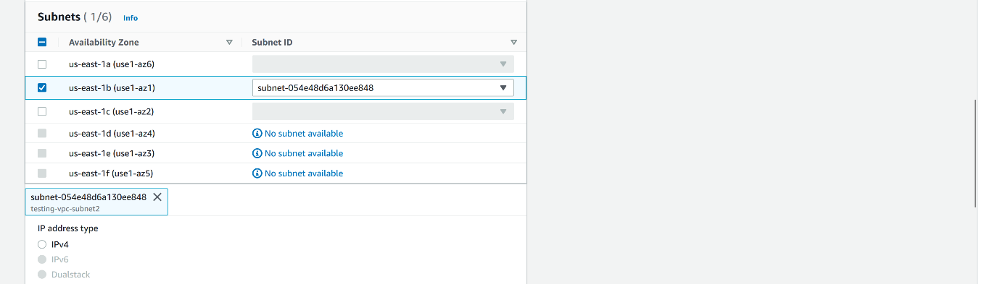 Subnets ( 1/6) Info
Availability Zone Subnet ID
us-east-1a (use1-az6)
us-east-1b (use1-az1) subnet-054e48d6a130ee848
us-east-1c (use1-az2)
us-east-1d (use1-az4) No subnet available
us-east-1e (use1-az3) No subnet available
us-east-1f (use1-az5) No subnet available
subnet-054e48d6a130ee848
testing-vpc-subnet2
IP address type
IPv4
IPv6
Dualstack